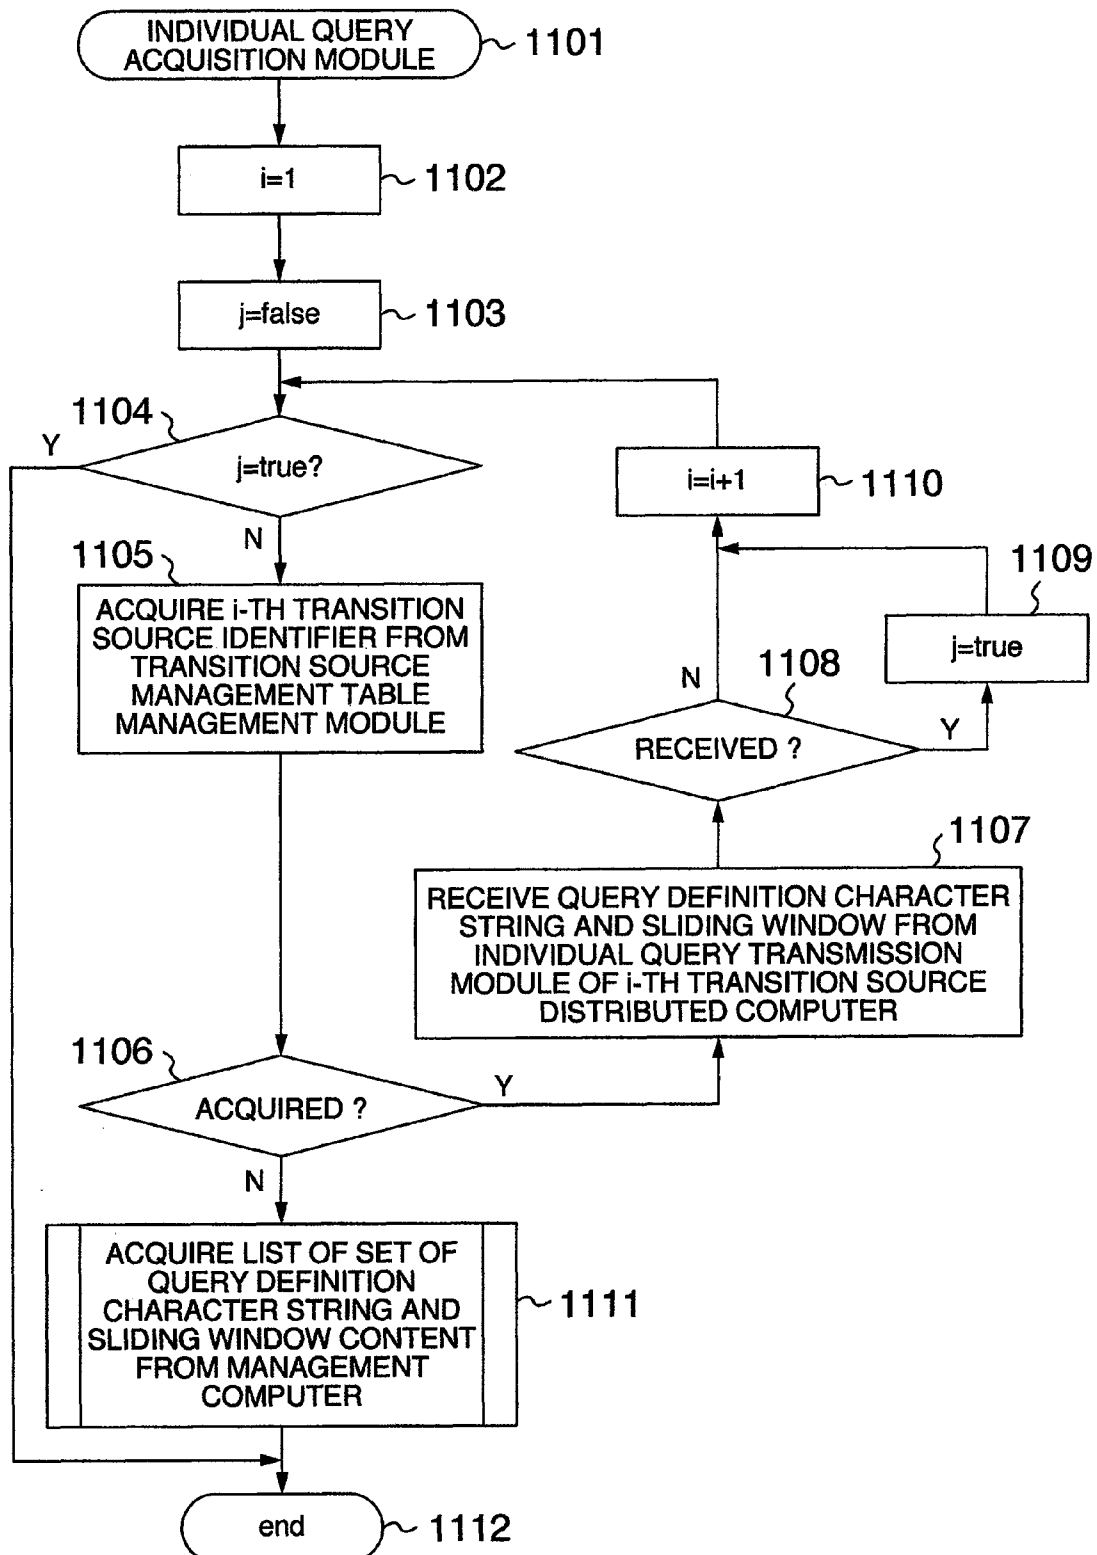 INDIVIDUAL QUERY
ACQUISITION MODULE
1101
i=1
1102
j=false
1103
1104
Y
j=true?
N
1105
ACQUIRE i-TH TRANSITION
SOURCE IDENTIFIER FROM
TRANSITION SOURCE
MANAGEMENT TABLE
MANAGEMENT MODULE
1106
ACQUIRED ?
Y
N
1107
RECEIVE QUERY DEFINITION CHARACTER
STRING AND SLIDING WINDOW FROM
INDIVIDUAL QUERY TRANSMISSION
MODULE OF i-TH TRANSITION SOURCE
DISTRIBUTED COMPUTER
1108
RECEIVED ?
N
Y
1109
j=true
i=i+1
1110
ACQUIRE LIST OF SET OF
QUERY DEFINITION
CHARACTER STRING AND
SLIDING WINDOW CONTENT
FROM MANAGEMENT
COMPUTER
1111
end
1112